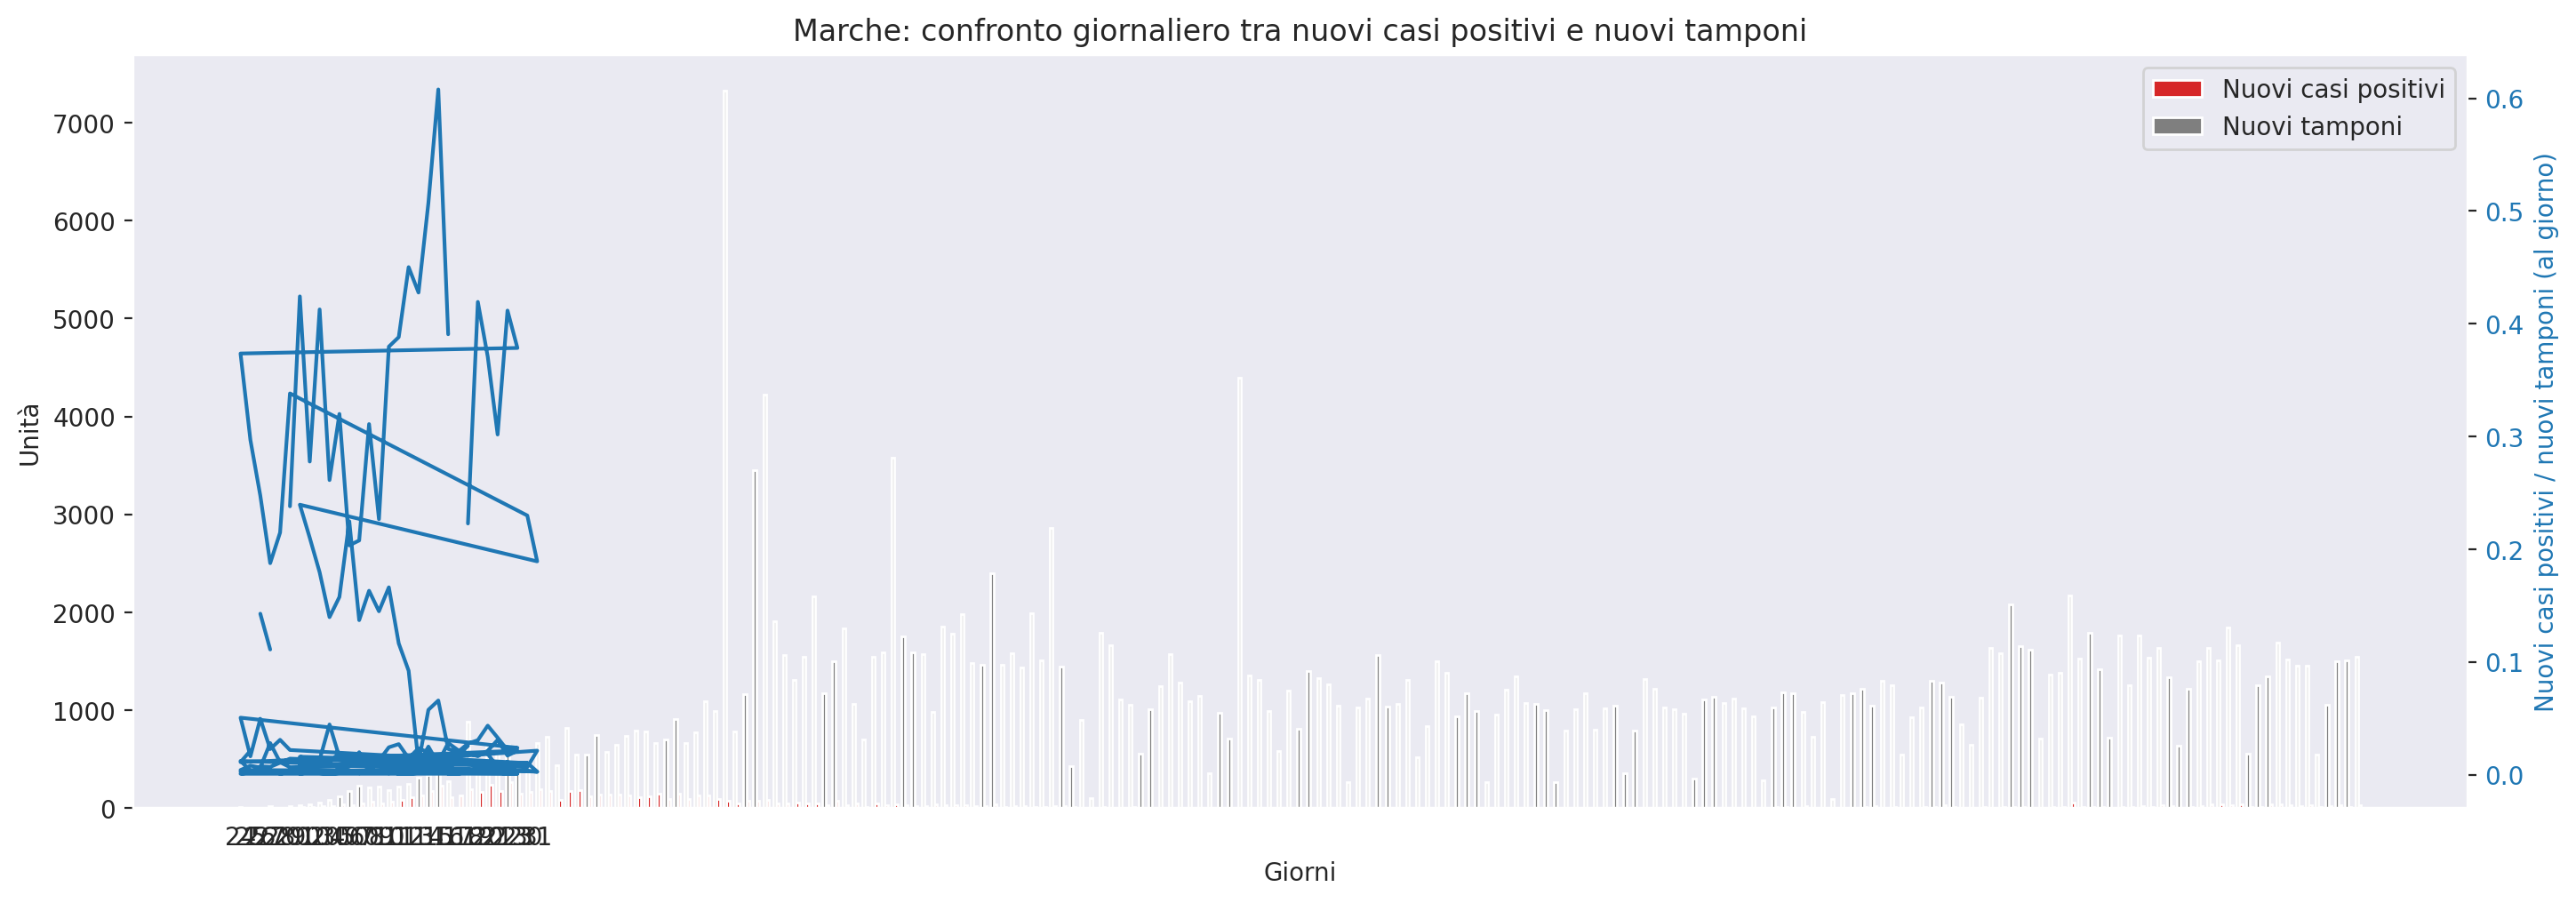 Marche: confronto giornaliero tra nuovi casi positivi e nuovi tamponi
Nuovi casi positivi
Nuovi tamponi
7000
6000
5000
4000
3000
2000
1000
0
Unità
0.6
0.5
0.4
0.3
0.2
0.1
0.0
Nuovi casi positivi / nuovi tamponi (al giorno)
Giorni